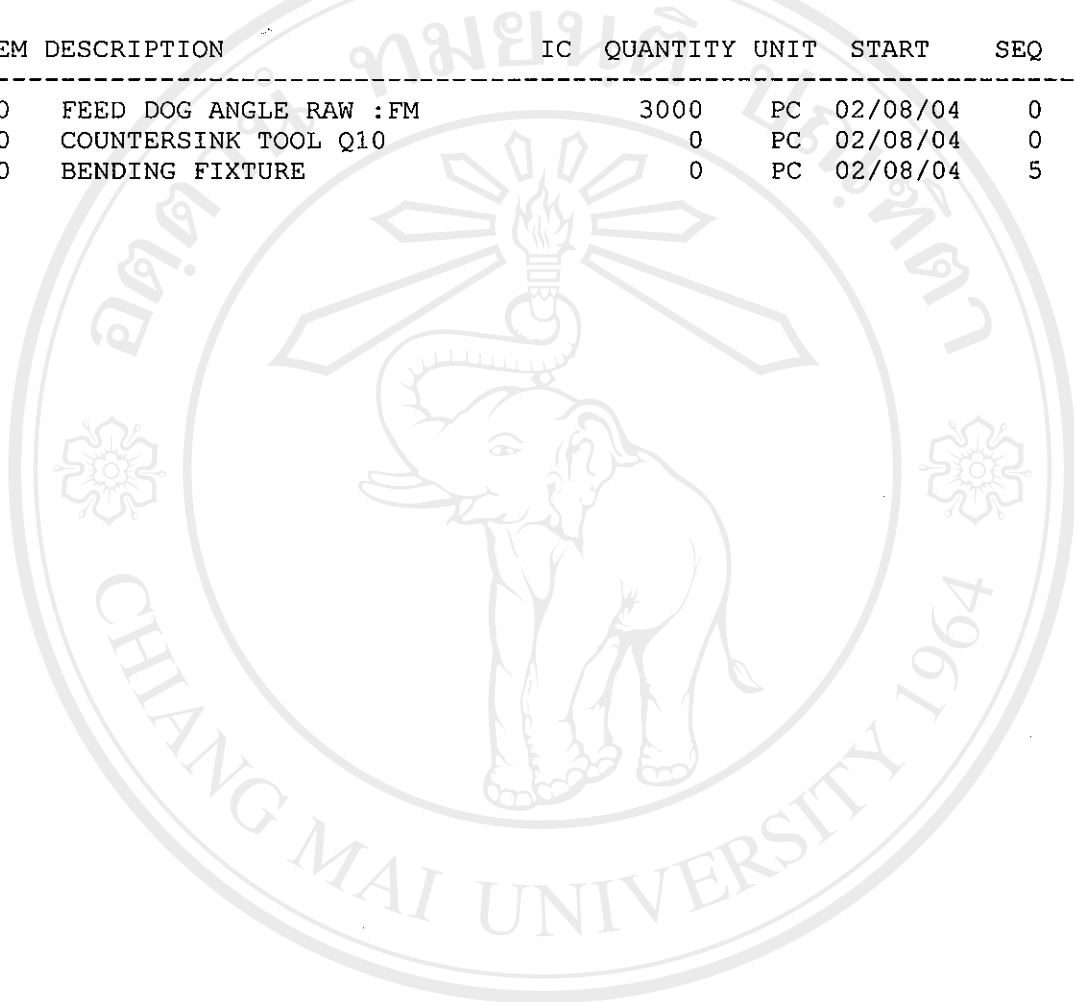 EM DESCRIPTION IC QUANTITY UNIT START SEQ
0 FEED DOG ANGLE RAW :FM 3000 PC 02/08/04 0
0 COUNTERSINK TOOL Q10 0 PC 02/08/04 0
0 BENDING FIXTURE 0 PC 02/08/04 5
CHIANG MAI UNIVERSITY 1964